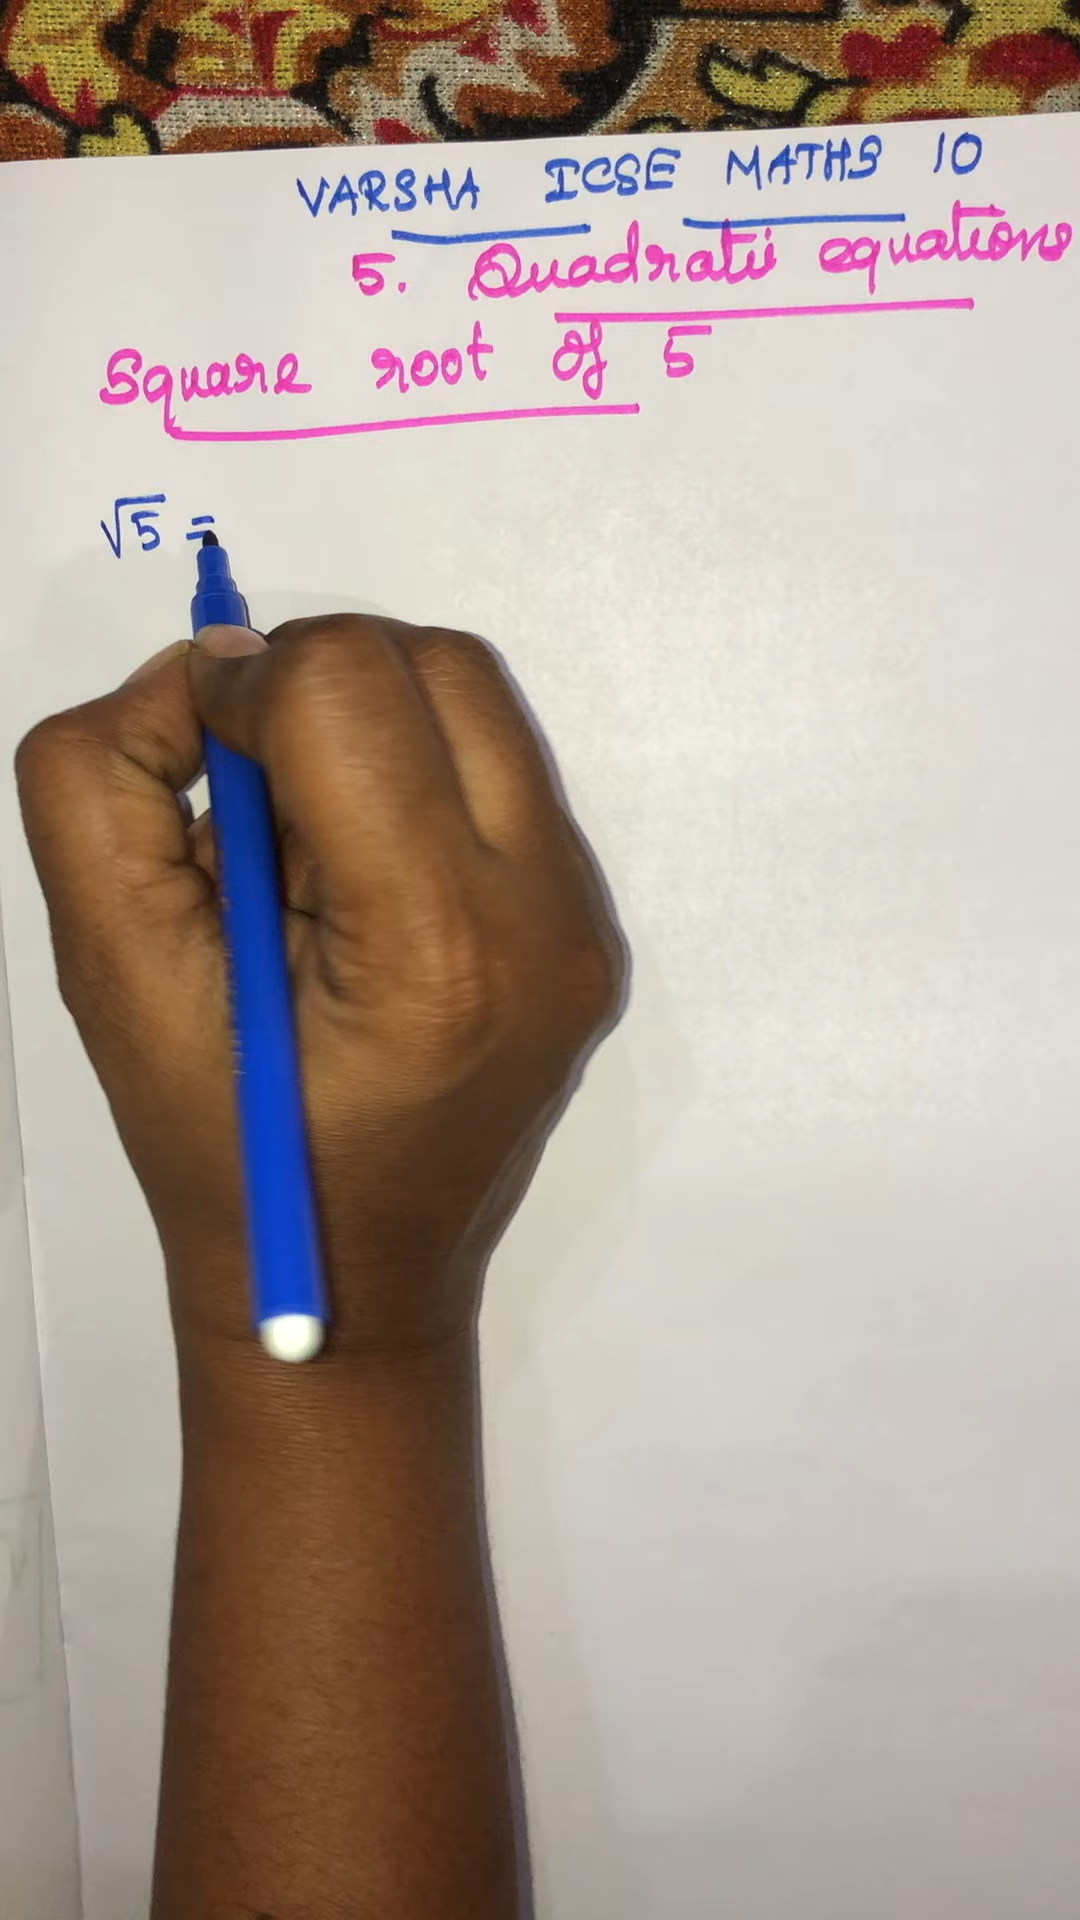 VARSHA ICSE MATHS 10
5. Quadratic equations
Square root of 5
√5 =